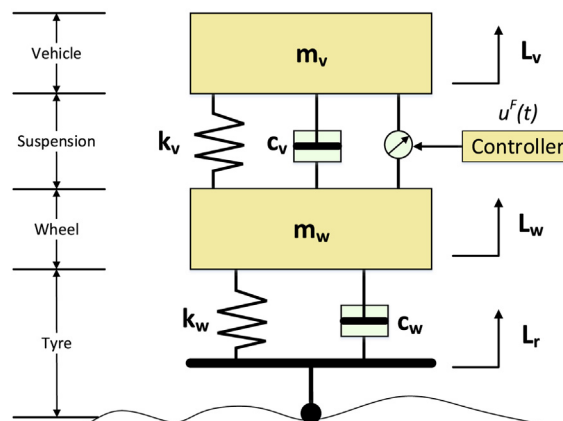 Vehicle
m_v
L_v
Suspension
k_v
c_v
u^F(t)
Controller
Wheel
m_w
L_w
Tyre
k_w
c_w
L_r